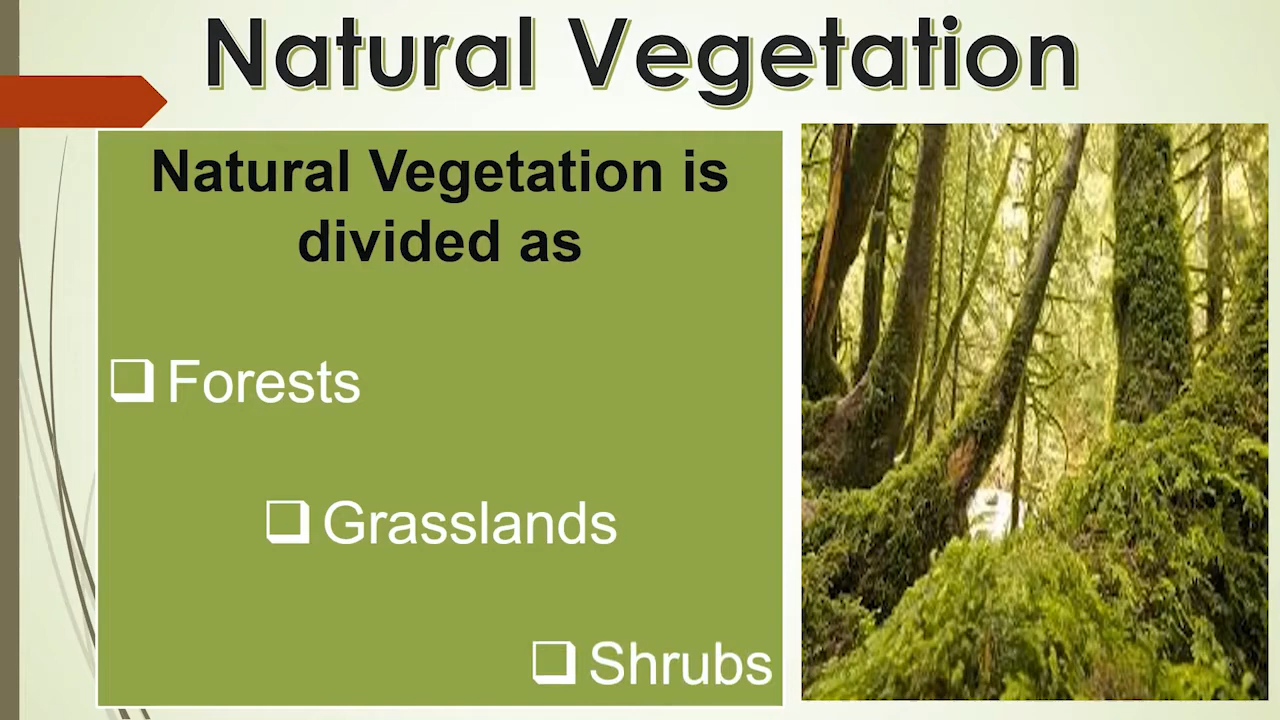 Natural Vegetation
Natural Vegetation is
divided as
Forests
Grasslands
Shrubs